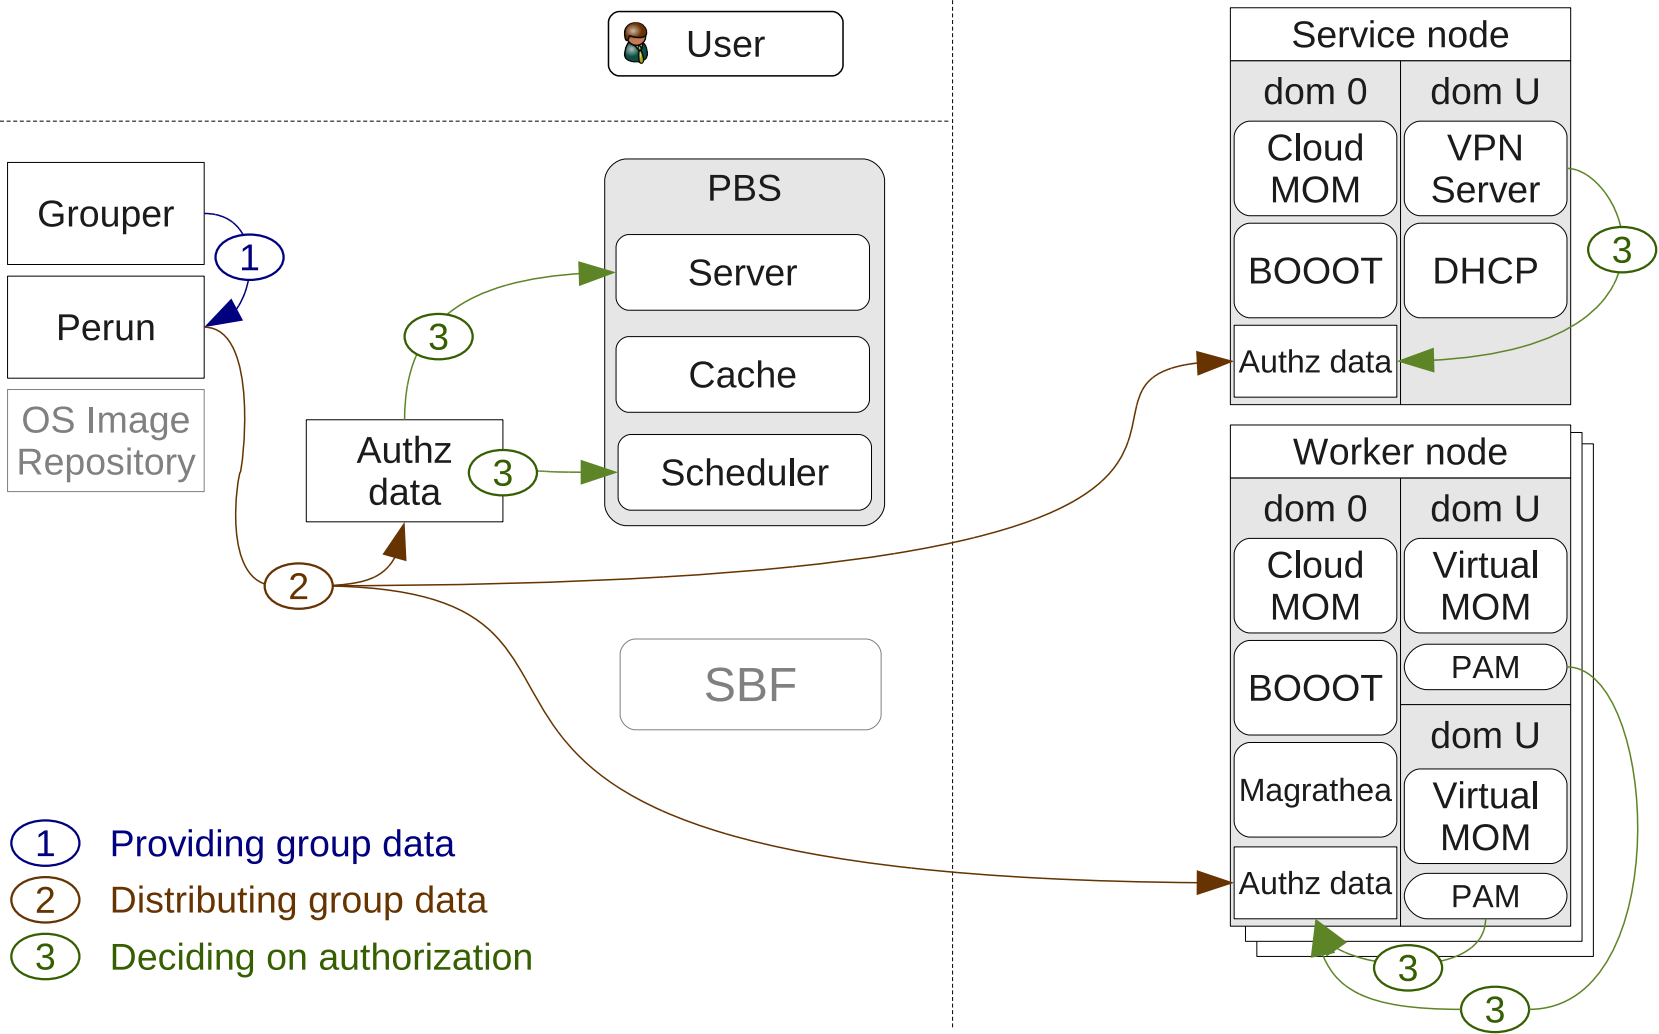 User
Grouper
1
Perun
OS Image
Repository
3
Authz
data
3
2
PBS
Server
Cache
Scheduler
SBF
1 Providing group data
2 Distributing group data
3 Deciding on authorization
Service node
dom 0
Cloud
MOM
BOOOT
Authz data
dom U
VPN
Server
DHCP
3
Worker node
dom 0
Cloud
MOM
BOOOT
Magrathea
Authz data
dom U
Virtual
MOM
PAM
dom U
Virtual
MOM
PAM
3
3